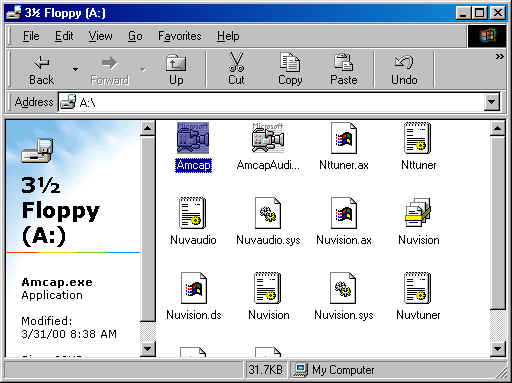 3½ Floppy (A:)
File Edit View Go Favorites Help
Back Forward Up Cut Copy Paste Undo »
Address A:\
Microsoft Microsoft
Amcap AmcapAudi... Nttuner.ax Nttuner
3½
Floppy
(A:)
Nuvaudio Nuvaudio.sys Nuvision.ax Nuvision
Amcap.exe
Application
Modified:
3/31/00 8:38 AM
Nuvision.ds Nuvision Nuvision.sys Nuvtuner
31.7KB My Computer